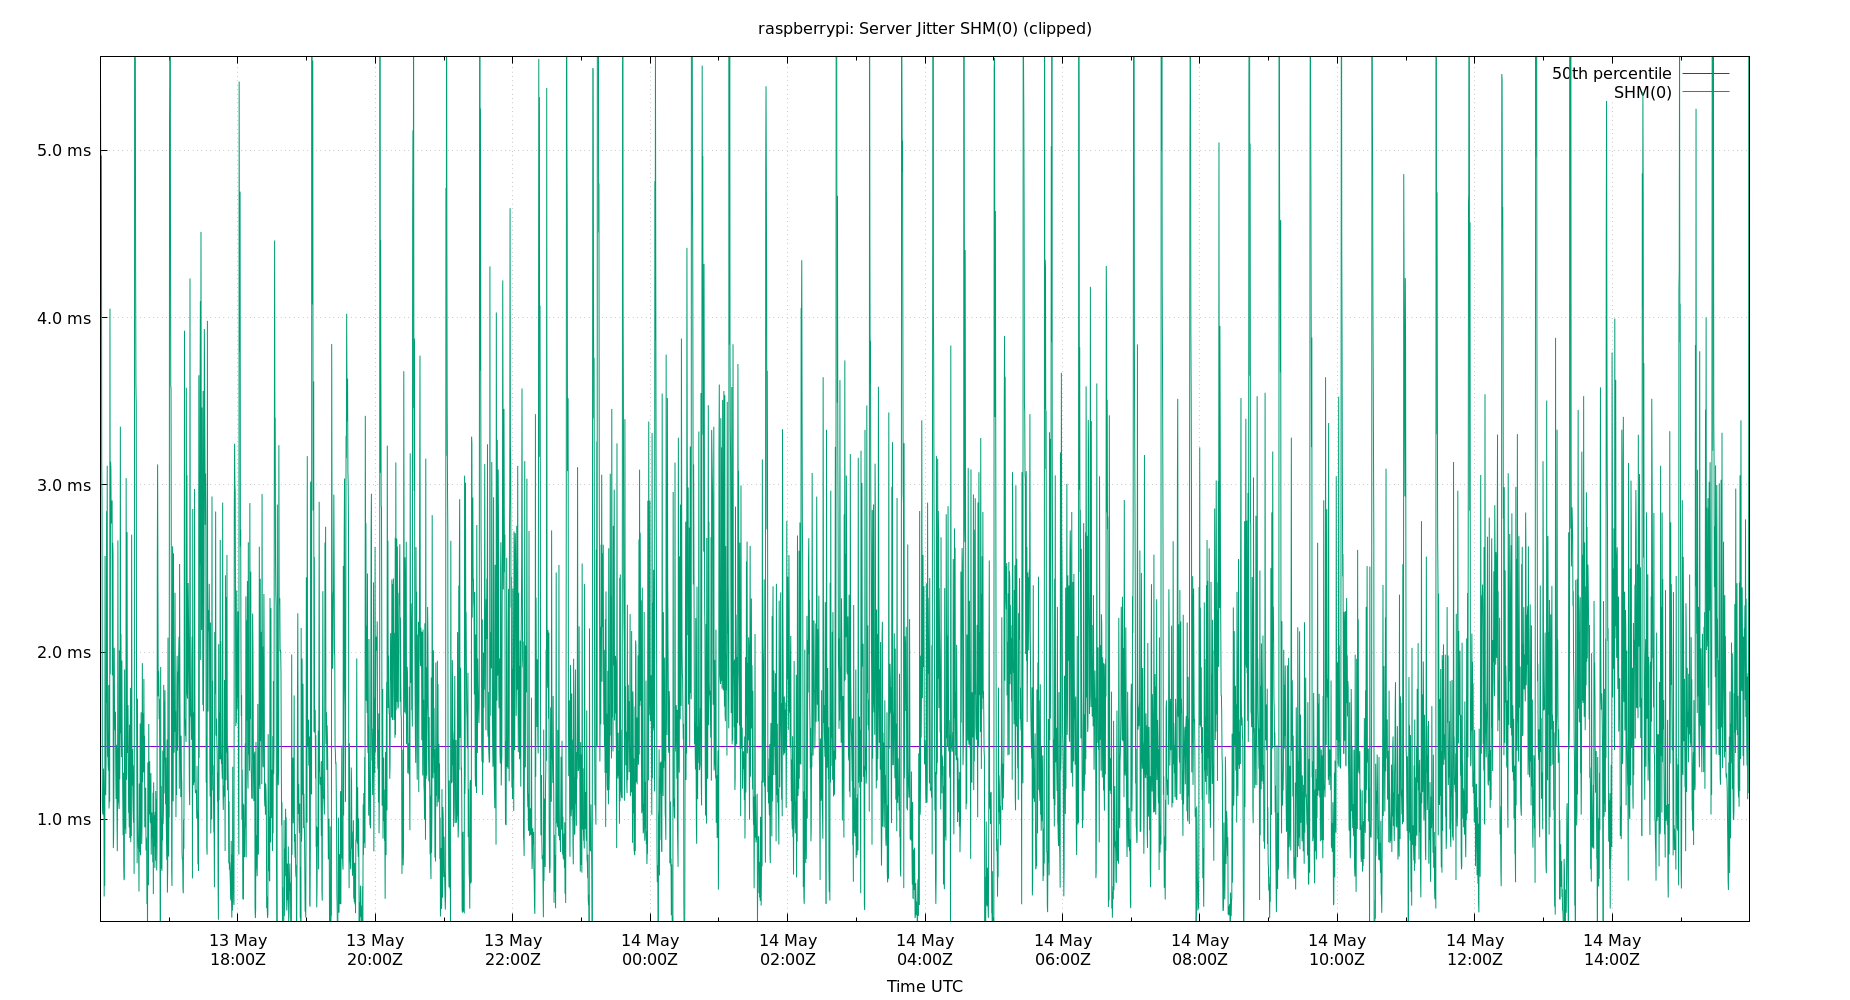 raspberrypi: Server Jitter SHM(0) (clipped)
50th percentile
SHM(0)
5.0 ms
4.0 ms
3.0 ms
2.0 ms
1.0 ms
13 May
18:00Z
13 May
20:00Z
13 May
22:00Z
14 May
00:00Z
14 May
02:00Z
14 May
04:00Z
14 May
06:00Z
14 May
08:00Z
14 May
10:00Z
14 May
12:00Z
14 May
14:00Z
Time UTC